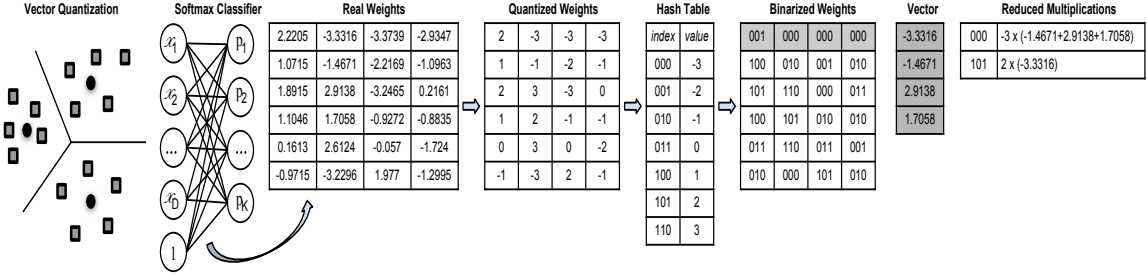 Vector Quantization
Softmax Classifier
Real Weights
Quantized Weights
Hash Table
Binarized Weights
Vector
Reduced Multiplications
x1 p1
x2 p2
... ...
xD pK
1
2.2205 -3.3316 -3.3739 -2.9347
1.0715 -1.4671 -2.2169 -1.0963
1.8915 2.9138 -3.2465 0.2161
1.1046 1.7058 -0.9272 -0.8835
0.1613 2.6124 -0.057 -1.724
-0.9715 -3.2296 1.977 -1.2995
2 -3 -3 -3
1 -1 -2 -1
2 3 -3 0
1 2 -1 -1
0 3 0 -2
-1 -3 2 -1
index value
000 -3
001 -2
010 -1
011 0
100 1
101 2
110 3
001 000 000 000
100 010 001 010
101 110 000 011
100 101 010 010
011 110 011 001
010 000 101 010
-3.3316
-1.4671
2.9138
1.7058
000 -3 x (-1.4671+2.9138+1.7058)
101 2 x (-3.3316)